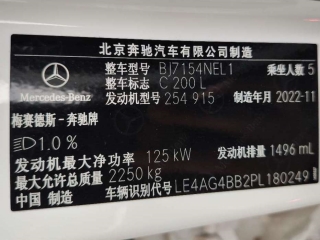 北京奔驰汽车有限公司制造
整车型号 BJ7154NEL1 乘坐人数 5
整车标志 C 200 L
Mercedes-Benz
发动机型号 254 915 制造年月 2022-11
梅赛德斯-奔驰牌
1.0 %
发动机最大净功率 125 kW 发动机排量 1496 mL
最大允许总质量 2250 kg
中国 制造 车辆识别代号 LE4AG4BB2PL180249